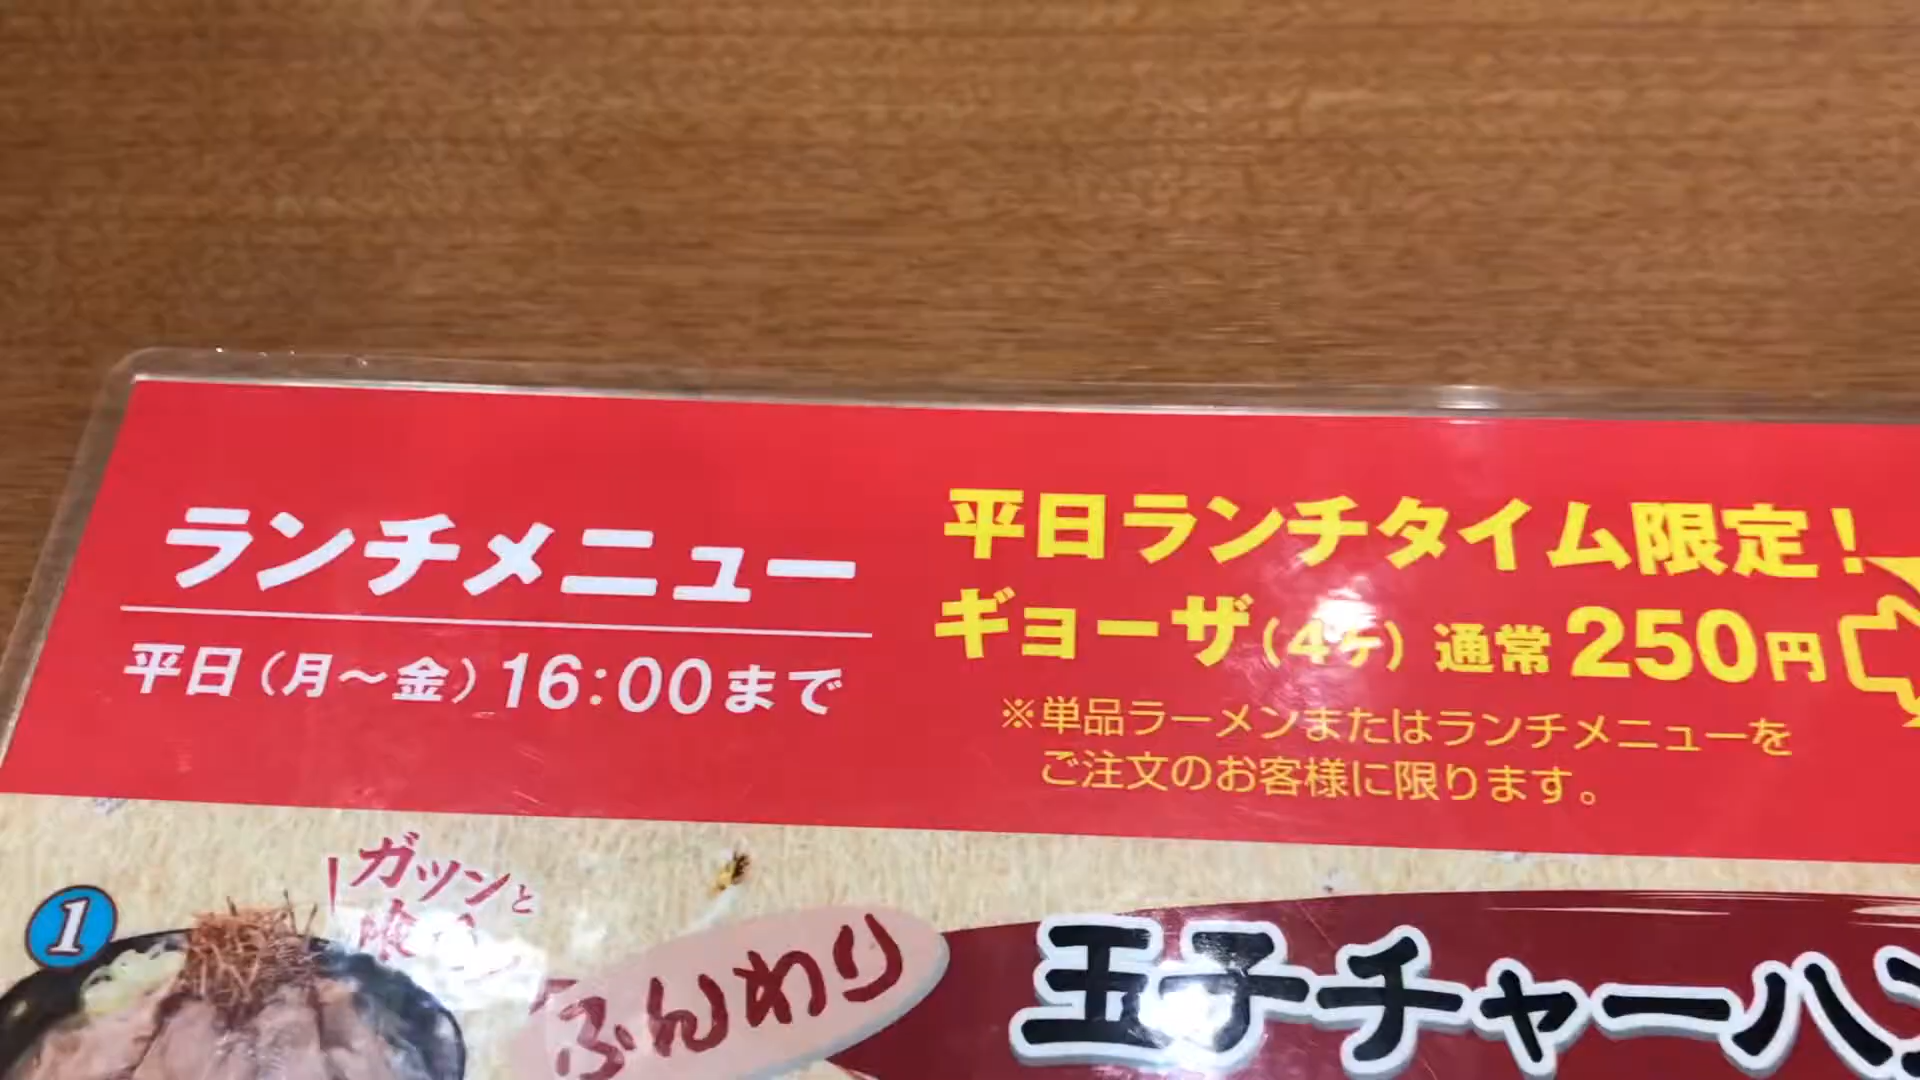 ランチメニュー
平日(月～金)16:00まで
平日ランチタイム限定!
ギョーザ(4ケ) 通常250円
※単品ラーメンまたはランチメニューを
ご注文のお客様に限ります。
1
ガツンと
ふんわり
玉子チャーハン